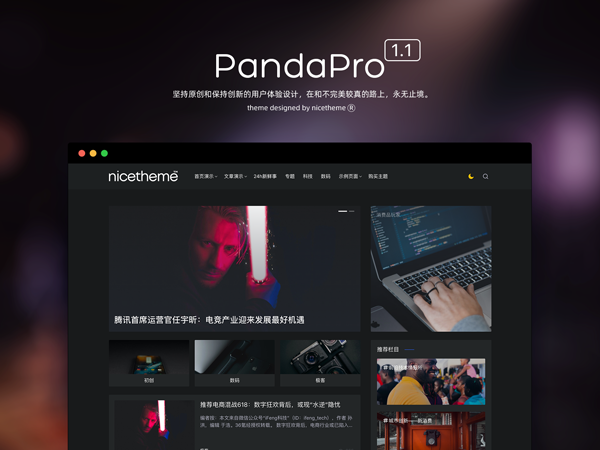 PandaPro 1.1
坚持原创和保持创新的用户体验设计，在和不完美较真的路上，永无止境。
theme designed by nicetheme ®
nicetheme 首页演示 文章演示 24h新鲜事 专题 科技 数码 示例页面 购买主题
腾讯首席运营官任宇昕：电竞产业迎来发展最好机遇
初创 数码 极客
推荐栏目
推荐电商混战618：数字狂欢背后，或现“水逆”隐忧
编者按：本文来自微信公众号“iFeng科技”（ID：ifeng_tech），作者 孙
洪，编辑 于浩。36氪经授权转载。 数字狂欢背后，电商行业或已陷入...